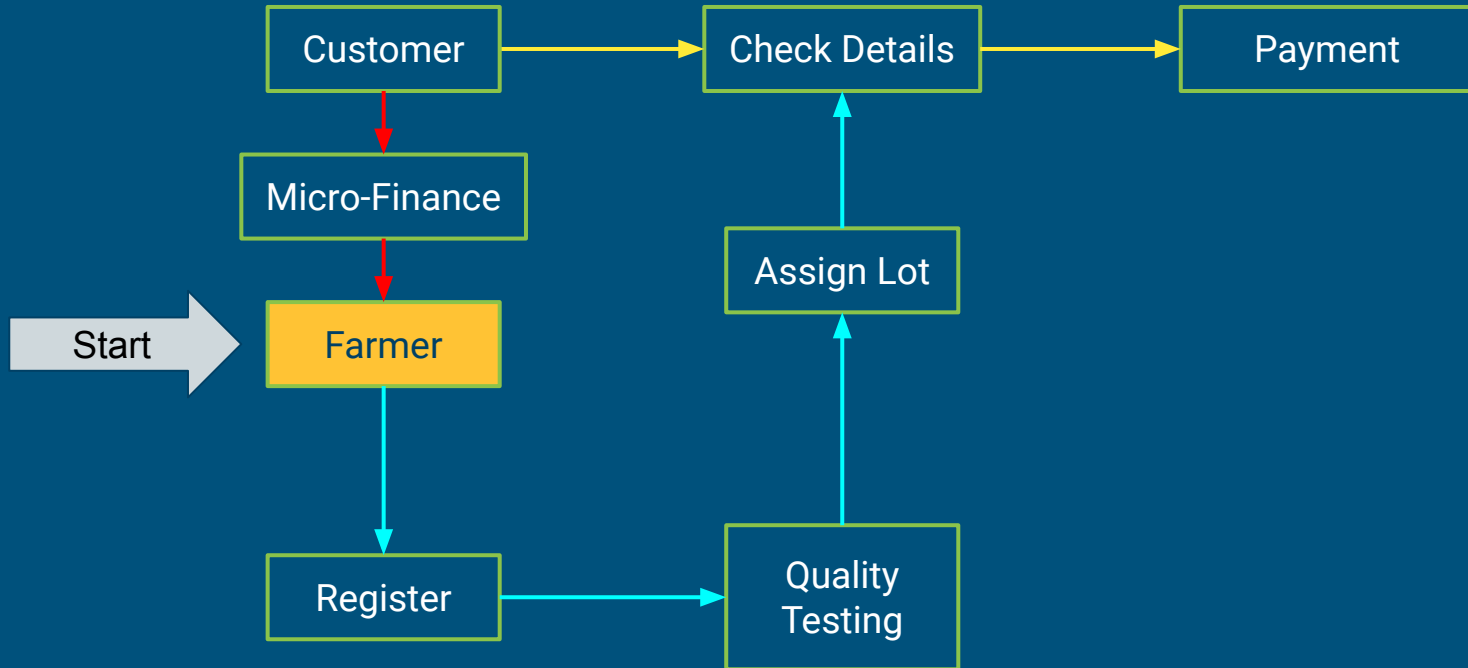 Customer
Check Details
Payment
Micro-Finance
Assign Lot
Start
Farmer
Register
Quality
Testing